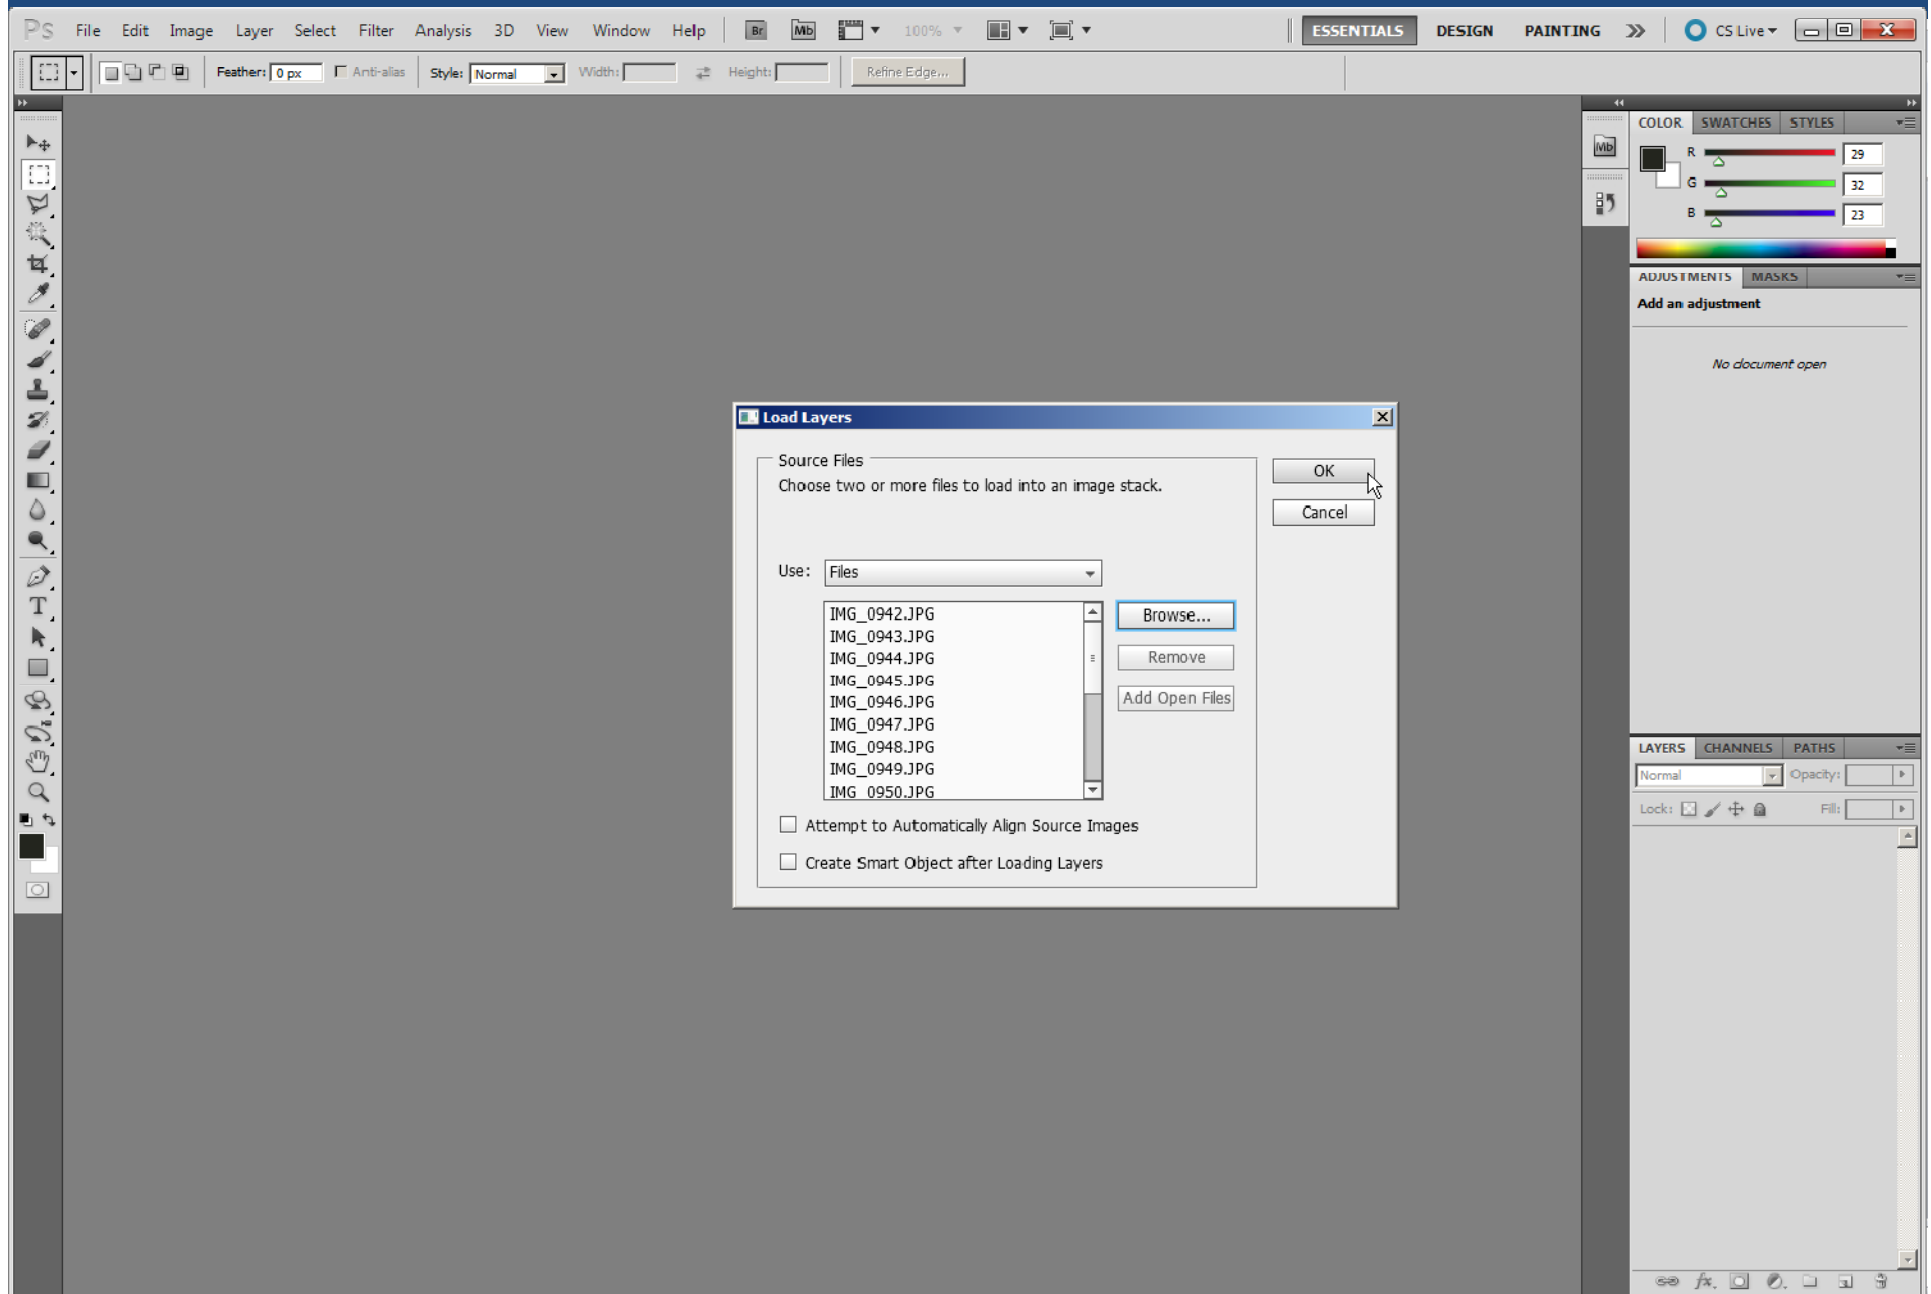 Ps File Edit Image Layer Select Filter Analysis 3D View Window Help Br Mb 100% ESSENTIALS DESIGN PAINTING CS Live
Feather: 0 px Anti-alias Style: Normal Width: Height: Refine Edge...
COLOR SWATCHES STYLES
Mb
R 29
G 32
B 23
ADJUSTMENTS MASKS
Add an adjustment
No document open
Load Layers
Source Files
Choose two or more files to load into an image stack.
OK
Cancel
Use: Files
IMG_0942.JPG
IMG_0943.JPG
IMG_0944.JPG
IMG_0945.JPG
IMG_0946.JPG
IMG_0947.JPG
IMG_0948.JPG
IMG_0949.JPG
IMG_0950.JPG
Browse...
Remove
Add Open Files
Attempt to Automatically Align Source Images
Create Smart Object after Loading Layers
LAYERS CHANNELS PATHS
Normal Opacity:
Lock: Fill:
T
fx.